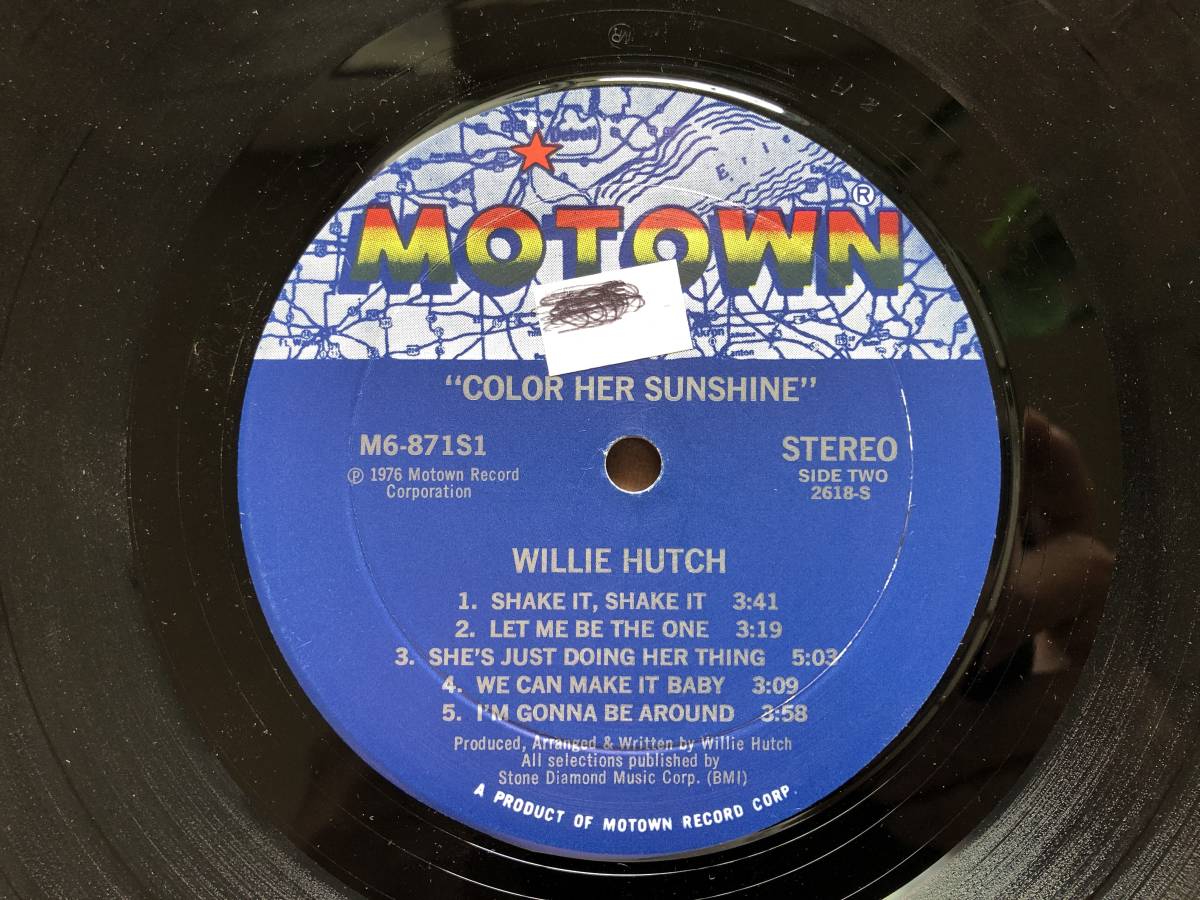 Detroit
Erie
MOTOWN®
Akron
Canton
"COLOR HER SUNSHINE"
M6-871S1
STEREO
℗ 1976 Motown Record
Corporation
SIDE TWO
2618-S
WILLIE HUTCH
1. SHAKE IT, SHAKE IT 3:41
2. LET ME BE THE ONE 3:19
3. SHE'S JUST DOING HER THING 5:03
4. WE CAN MAKE IT BABY 3:09
5. I'M GONNA BE AROUND 3:58
Produced, Arranged & Written by Willie Hutch
All selections published by
Stone Diamond Music Corp. (BMI)
A PRODUCT OF MOTOWN RECORD CORP.